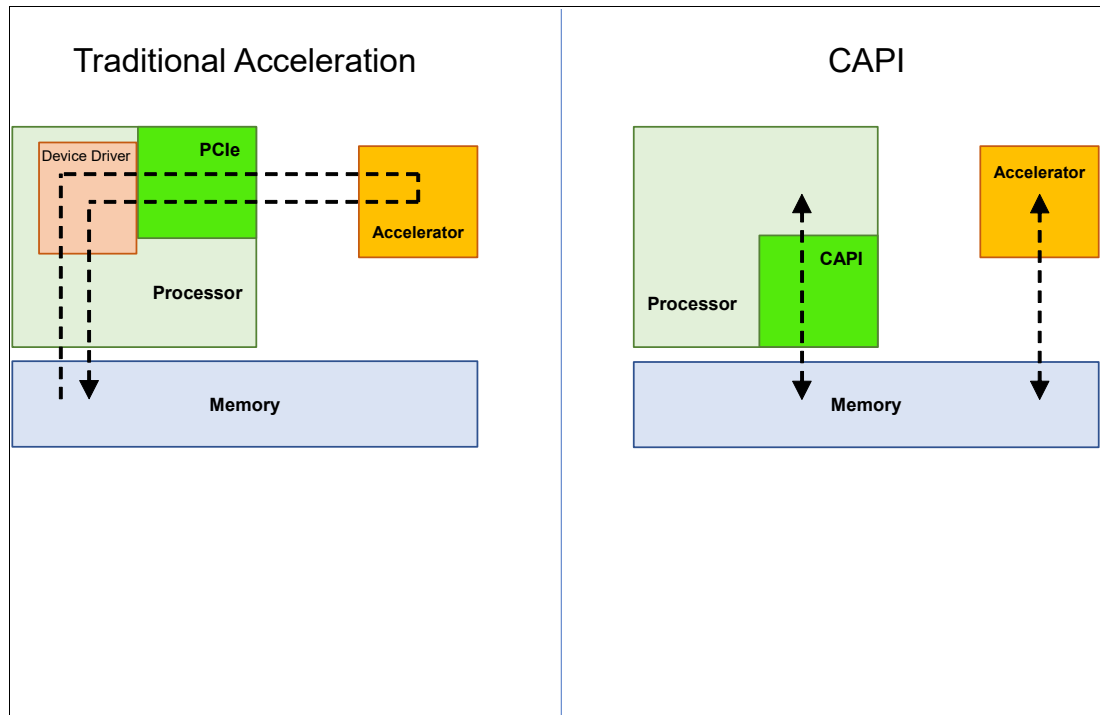 Traditional Acceleration
Device Driver
PCIe
Accelerator
Processor
Memory
CAPI
Accelerator
CAPI
Processor
Memory